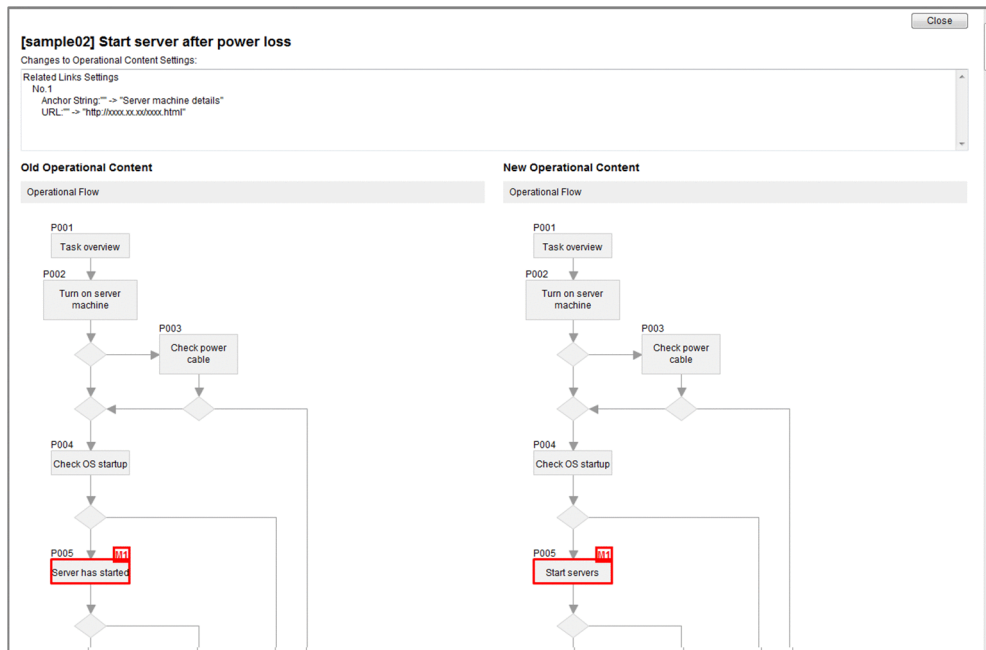 Close
[sample02] Start server after power loss
Changes to Operational Content Settings:
Related Links Settings
No.1
Anchor String:"" -> "Server machine details"
URL:"" -> "http://xxxx.xx.xx/xxxx.html"
Old Operational Content
Operational Flow
P001
Task overview
P002
Turn on server
machine
P003
Check power
cable
P004
Check OS startup
P005
M1
Server has started
New Operational Content
Operational Flow
P001
Task overview
P002
Turn on server
machine
P003
Check power
cable
P004
Check OS startup
P005
M1
Start servers